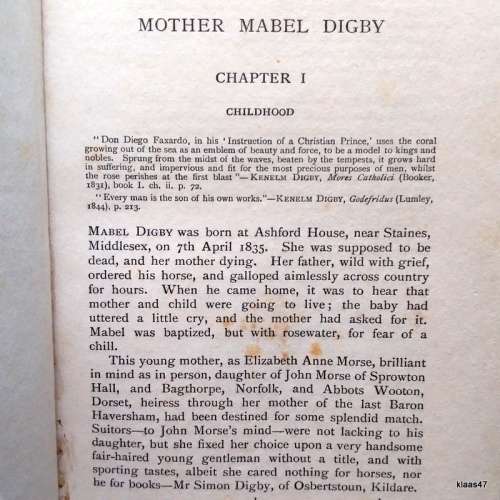 MOTHER MABEL DIGBY
CHAPTER I
CHILDHOOD
"Don Diego Faxardo, in his 'Instruction of a Christian Prince,' uses the coral
growing out of the sea as an emblem of beauty and force, to be a model to kings and
nobles. Sprung from the midst of the waves, beaten by the tempests, it grows hard
in suffering, and impervious and fit for the most precious purposes of men, whilst
the rose perishes at the first blast"—KENELM DIGBY, Mores Catholici (Booker,
1831), book I. ch. ii. p. 72.
"Every man is the son of his own works."—KENELM DIGBY, Godefridus (Lumley,
1844), p. 213.
MABEL DIGBY was born at Ashford House, near Staines,
Middlesex, on 7th April 1835. She was supposed to be
dead, and her mother dying. Her father, wild with grief,
ordered his horse, and galloped aimlessly across country
for hours. When he came home, it was to hear that
mother and child were going to live; the baby had
uttered a little cry, and the mother had asked for it.
Mabel was baptized, but with rosewater, for fear of a
chill.
This young mother, as Elizabeth Anne Morse, brilliant
in mind as in person, daughter of John Morse of Sprowton
Hall, and Bagthorpe, Norfolk, and Abbots Wooton,
Dorset, heiress through her mother of the last Baron
Haversham, had been destined for some splendid match.
Suitors—to John Morse's mind—were not lacking to his
daughter, but she fixed her choice upon a very handsome
fair-haired young gentleman without a title, and with
sporting tastes, albeit she cared nothing for horses, nor
he for books—Mr Simon Digby, of Osbertstoun, Kildare.
klaas47